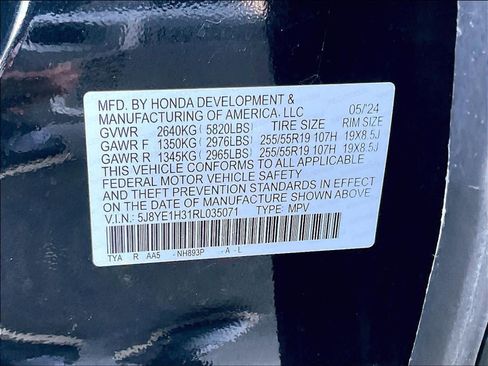 MFD. BY HONDA DEVELOPMENT &
MANUFACTURING OF AMERICA, LLC 05/24
GVWR 2640KG(5820LBS) TIRE SIZE RIM SIZE
GAWR F 1350KG(2976LBS) 255/55R19 107H 19X8.5J
GAWR R 1345KG(2965LBS) 255/55R19 107H 19X8.5J
THIS VEHICLE CONFORMS TO ALL APPLICABLE
FEDERAL MOTOR VEHICLE SAFETY
AND THEFT PREVENTION STANDARDS IN EFFECT
ON THE DATE OF MANUFACTURE SHOWN ABOVE.
V.I.N.: 5J8YE1H31RL035071 TYPE: MPV
TYA R AA5 -NH893P -A -L